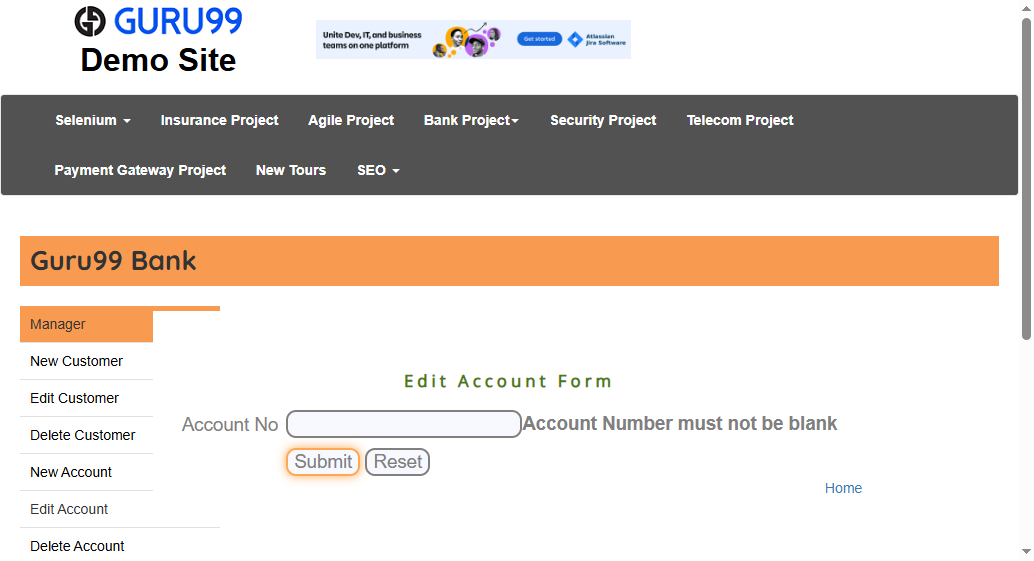 GURU99
Demo Site
Unite Dev, IT, and business
teams on one platform
Get started
Atlassian
Jira Software
Selenium
Insurance Project
Agile Project
Bank Project
Security Project
Telecom Project
Payment Gateway Project
New Tours
SEO
Guru99 Bank
Manager
New Customer
Edit Customer
Delete Customer
New Account
Edit Account
Delete Account
Edit Account Form
Account No
Account Number must not be blank
Submit
Reset
Home